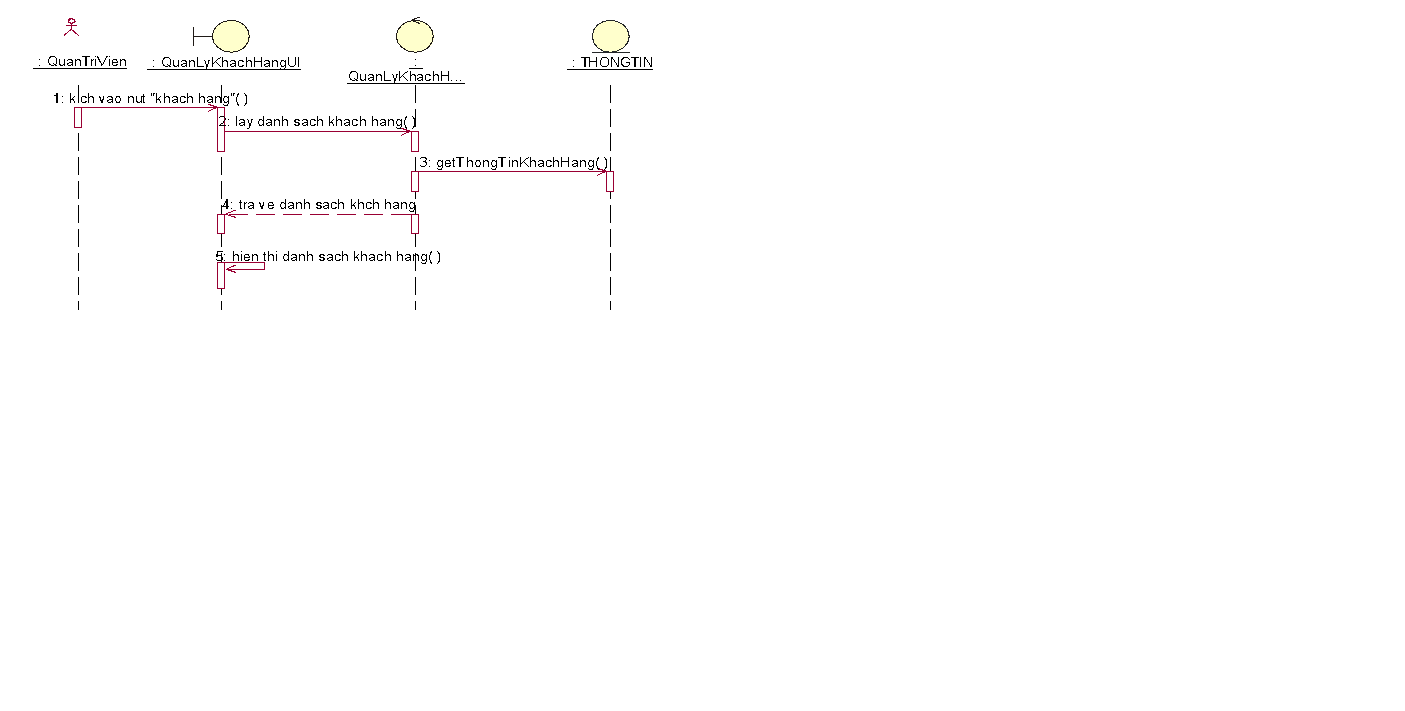 : QuanTriVien
: QuanLyKhachHangUI
:
QuanLyKhachH...
: THONGTIN
1: kich vao nut "khach hang"( )
2: lay danh sach khach hang( )
3: getThongTinKhachHang( )
4: tra ve danh sach khch hang
5: hien thi danh sach khach hang( )